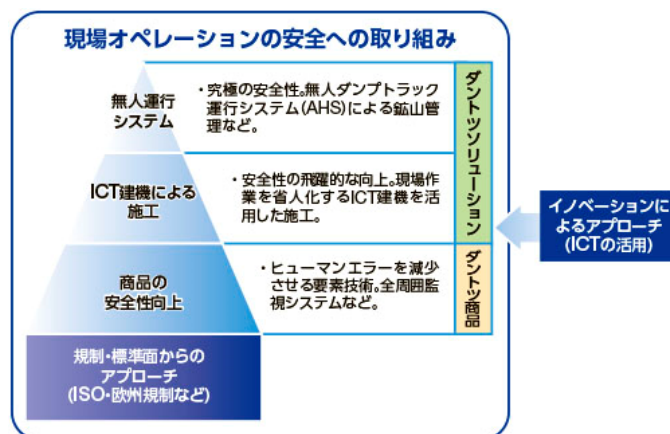 現場オペレーションの安全への取り組み
無人運行
システム
・究極の安全性。無人ダンプトラック
運行システム(AHS)による鉱山管
理など。
ICT建機による
施工
・安全性の飛躍的な向上。現場作
業を省人化するICT建機を活
用した施工。
商品の
安全性向上
・ヒューマンエラーを減少
させる要素技術。全周囲監
視システムなど。
規制・標準面からの
アプローチ
(ISO・欧州規制など)
ダントツソリューション
ダントツ商品
イノベーションに
よるアプローチ
(ICTの活用)